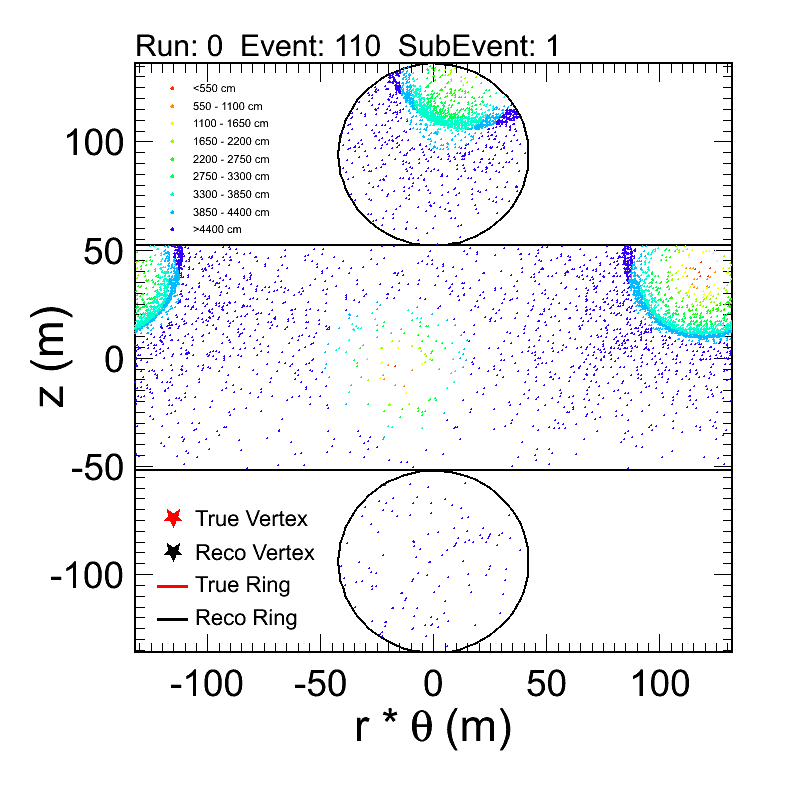 Run: 0  Event: 110  SubEvent: 1
<550 cm
550 - 1100 cm
1100 - 1650 cm
1650 - 2200 cm
2200 - 2750 cm
2750 - 3300 cm
3300 - 3850 cm
3850 - 4400 cm
>4400 cm
100
50
0
-50
-100
z (m)
True Vertex
Reco Vertex
True Ring
Reco Ring
-100 -50 0 50 100
r * θ (m)